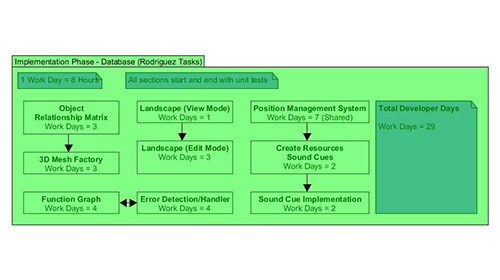 Implementation Phase - Database (Rodriguez Tasks)
1 Work Day = 8 Hours
All sections start and end with unit tests
Object
Relationship Matrix
Work Days = 3
Landscape (View Mode)
Work Days = 1
Position Management System
Work Days = 7 (Shared)
Total Developer Days
Work Days = 29
3D Mesh Factory
Work Days = 3
Landscape (Edit Mode)
Work Days = 3
Create Resources
Sound Cues
Work Days = 2
Function Graph
Work Days = 4
Error Detection/Handler
Work Days = 4
Sound Cue Implementation
Work Days = 2